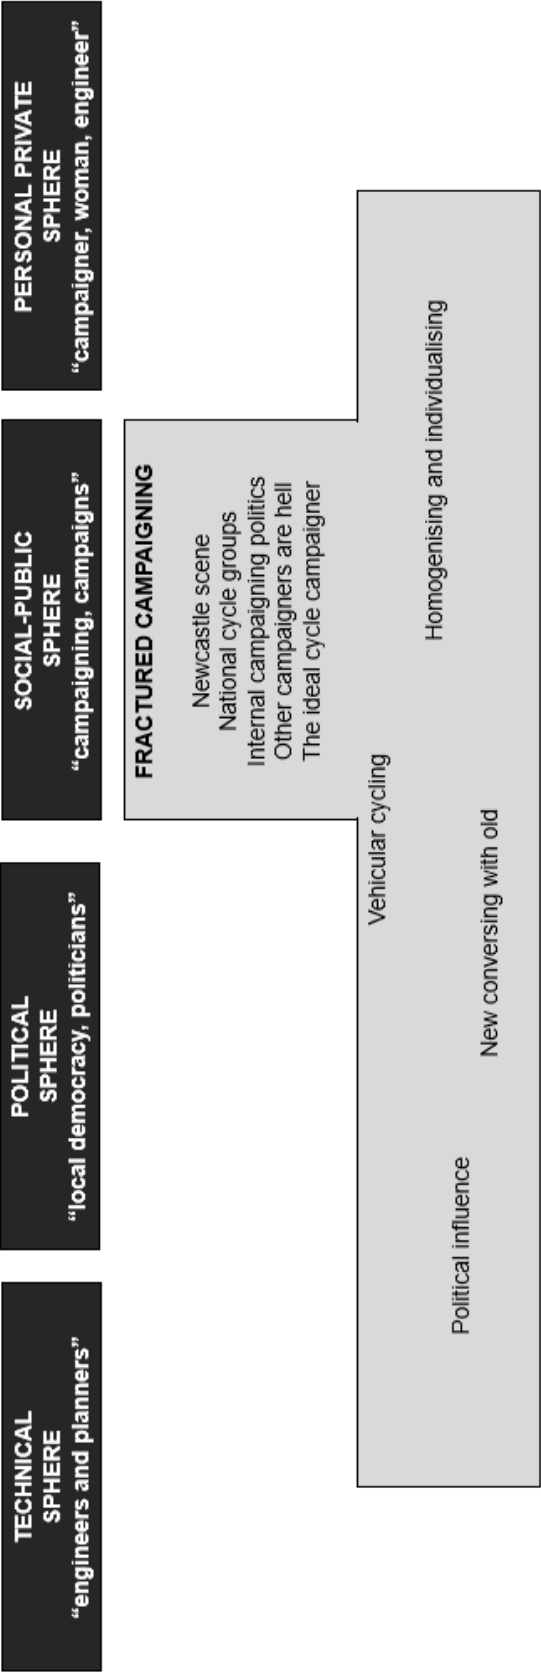 TECHNICAL
SPHERE
“engineers and planners”
POLITICAL
SPHERE
“local democracy, politicians”
SOCIAL-PUBLIC
SPHERE
“campaigning, campaigns”
PERSONAL PRIVATE
SPHERE
“campaigner, woman, engineer”
FRACTURED CAMPAIGNING
Newcastle scene
National cycle groups
Internal campaigning politics
Other campaigners are hell
The ideal cycle campaigner
Vehicular cycling
Homogenising and individualising
Political influence
New conversing with old